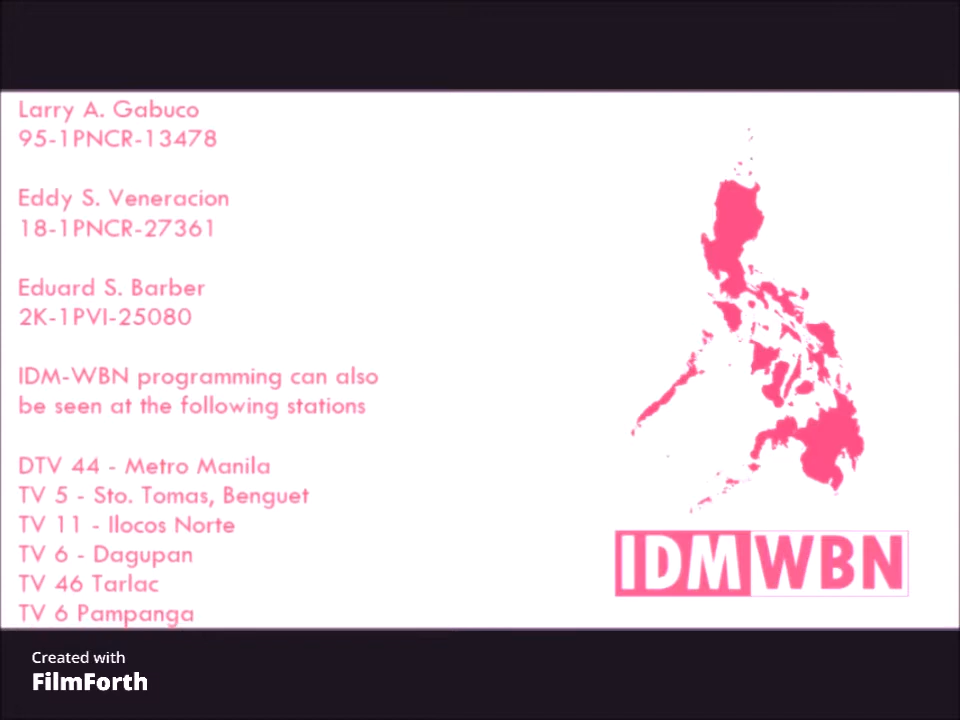 Larry A. Gabuco
95-1PNCR-13478
Eddy S. Veneracion
18-1PNCR-27361
Eduard S. Barber
2K-1PVI-25080
IDM-WBN programming can also
be seen at the following stations
DTV 44 - Metro Manila
TV 5 - Sto. Tomas, Benguet
TV 11 - Ilocos Norte
TV 6 - Dagupan
TV 46 Tarlac
TV 6 Pampanga
IDMWBN
Created with
FilmForth